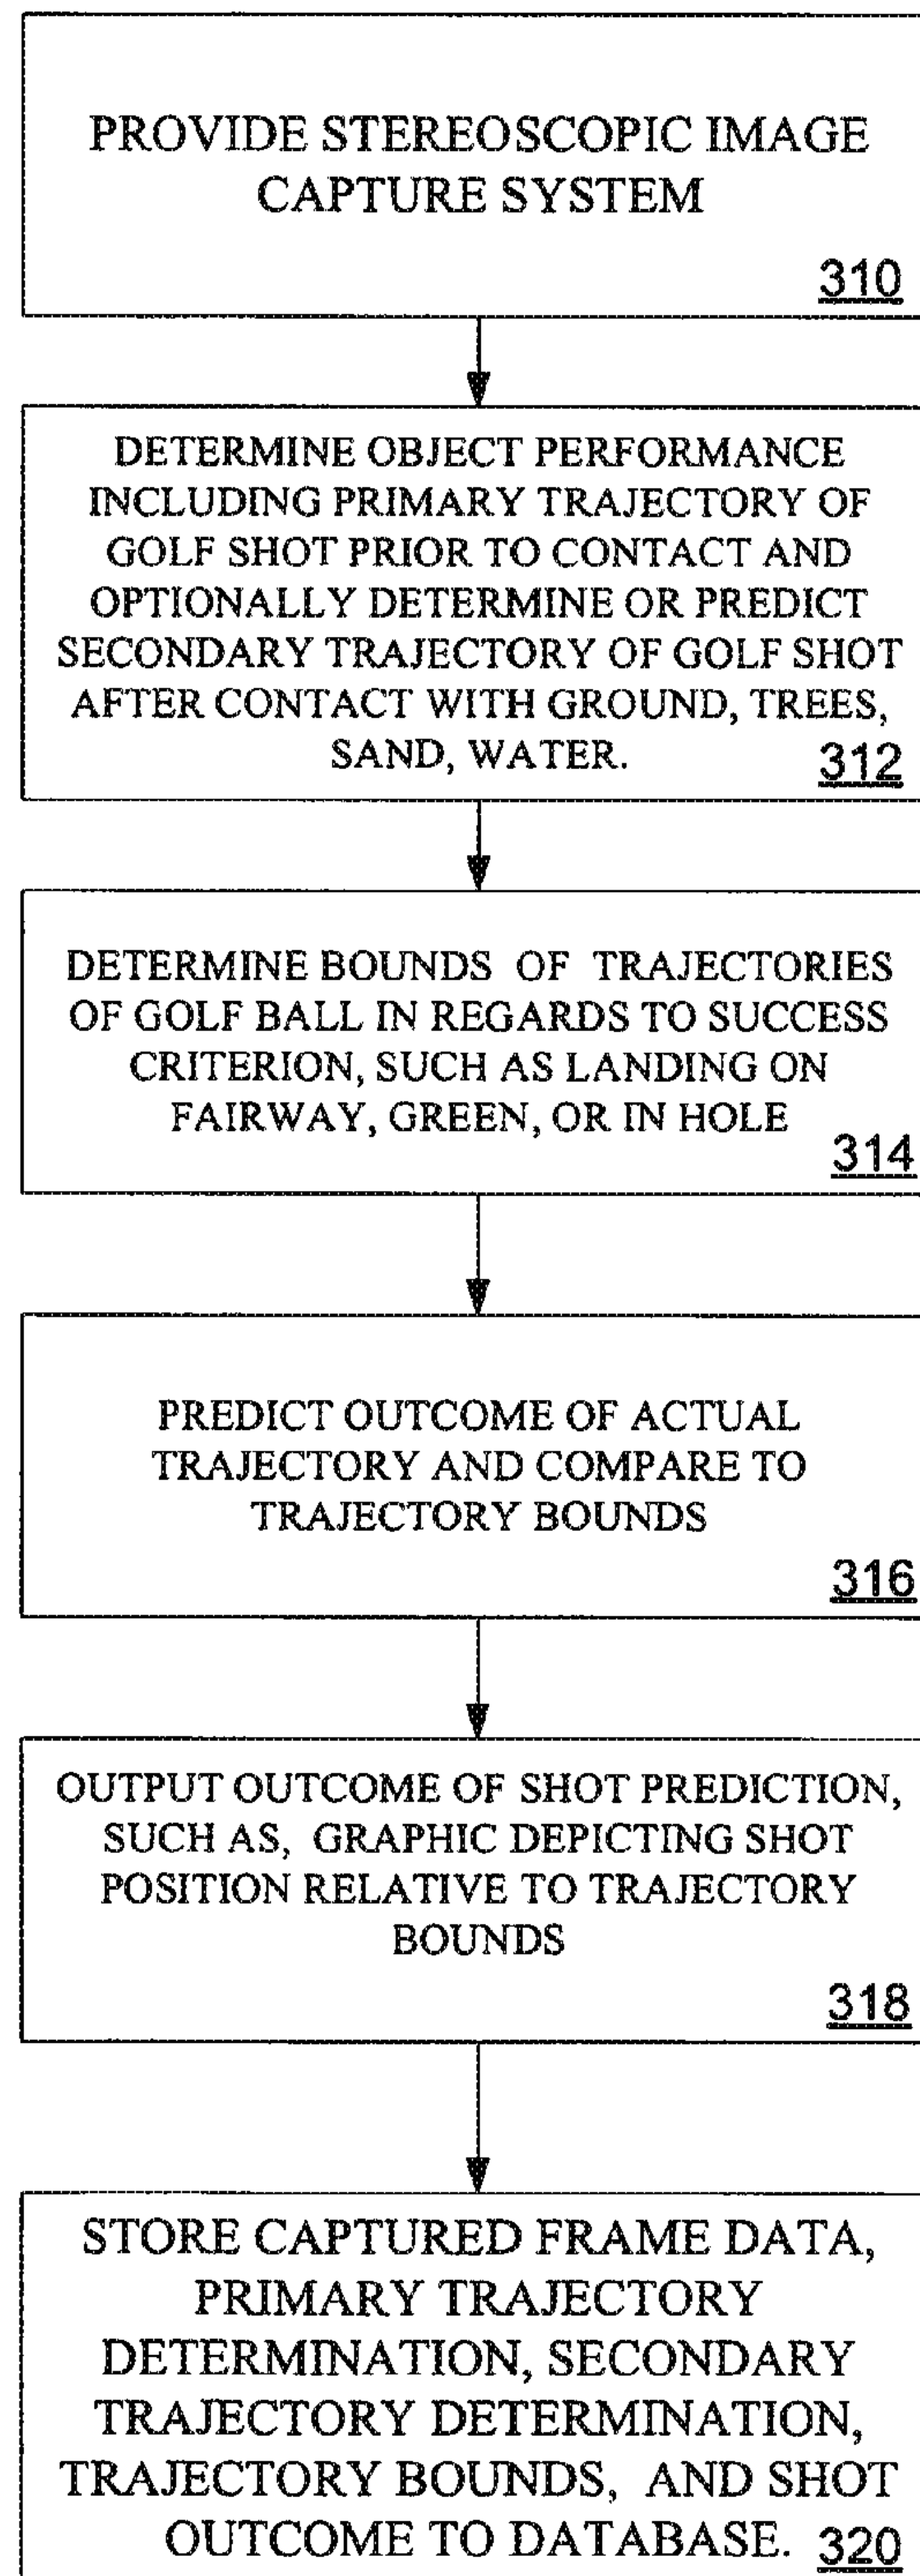 PROVIDE STEREOSCOPIC IMAGE
CAPTURE SYSTEM
310
DETERMINE OBJECT PERFORMANCE
INCLUDING PRIMARY TRAJECTORY OF
GOLF SHOT PRIOR TO CONTACT AND
OPTIONALLY DETERMINE OR PREDICT
SECONDARY TRAJECTORY OF GOLF SHOT
AFTER CONTACT WITH GROUND, TREES,
SAND, WATER. 312
DETERMINE BOUNDS OF TRAJECTORIES
OF GOLF BALL IN REGARDS TO SUCCESS
CRITERION, SUCH AS LANDING ON
FAIRWAY, GREEN, OR IN HOLE
314
PREDICT OUTCOME OF ACTUAL
TRAJECTORY AND COMPARE TO
TRAJECTORY BOUNDS
316
OUTPUT OUTCOME OF SHOT PREDICTION,
SUCH AS, GRAPHIC DEPICTING SHOT
POSITION RELATIVE TO TRAJECTORY
BOUNDS
318
STORE CAPTURED FRAME DATA,
PRIMARY TRAJECTORY
DETERMINATION, SECONDARY
TRAJECTORY DETERMINATION,
TRAJECTORY BOUNDS, AND SHOT
OUTCOME TO DATABASE. 320